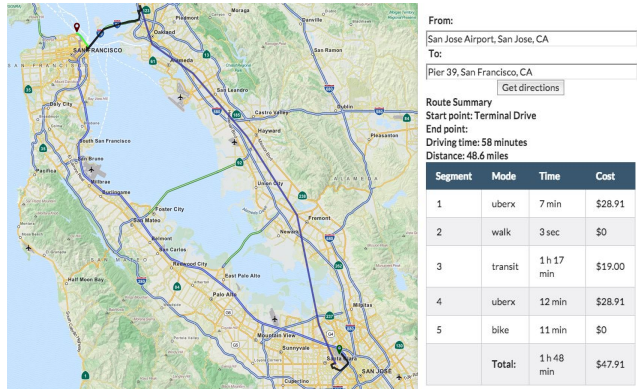 From:
San Jose Airport, San Jose, CA
To:
Pier 39, San Francisco, CA
Get directions
Route Summary
Start point: Terminal Drive
End point:
Driving time: 58 minutes
Distance: 48.6 miles
Segment Mode Time Cost
1 uberx 7 min $28.91
2 walk 3 sec $0
3 transit 1 h 17 min $19.00
4 uberx 12 min $28.91
5 bike 11 min $0
Total: 1 h 48 min $47.91
Moraga
Piedmont
Danville
Oakland
SAN FRANCISCO
San Ramon
Alameda
San Leandro
Daly City
Castro Valley
Dublin
Hayward
Pleasanton
South San Francisco
San Bruno
Pacifica
Millbrae
Burlingame
Union City
ALAMEDA
Foster City
San Mateo
Fremont
Newark
Belmont
San Carlos
SAN MATEO
Redwood City
Half Moon Bay
East Palo Alto
Palo Alto
Milpitas
Mountain View
Sunnyvale
Santa Clara
SAN JOSE
Cupertino